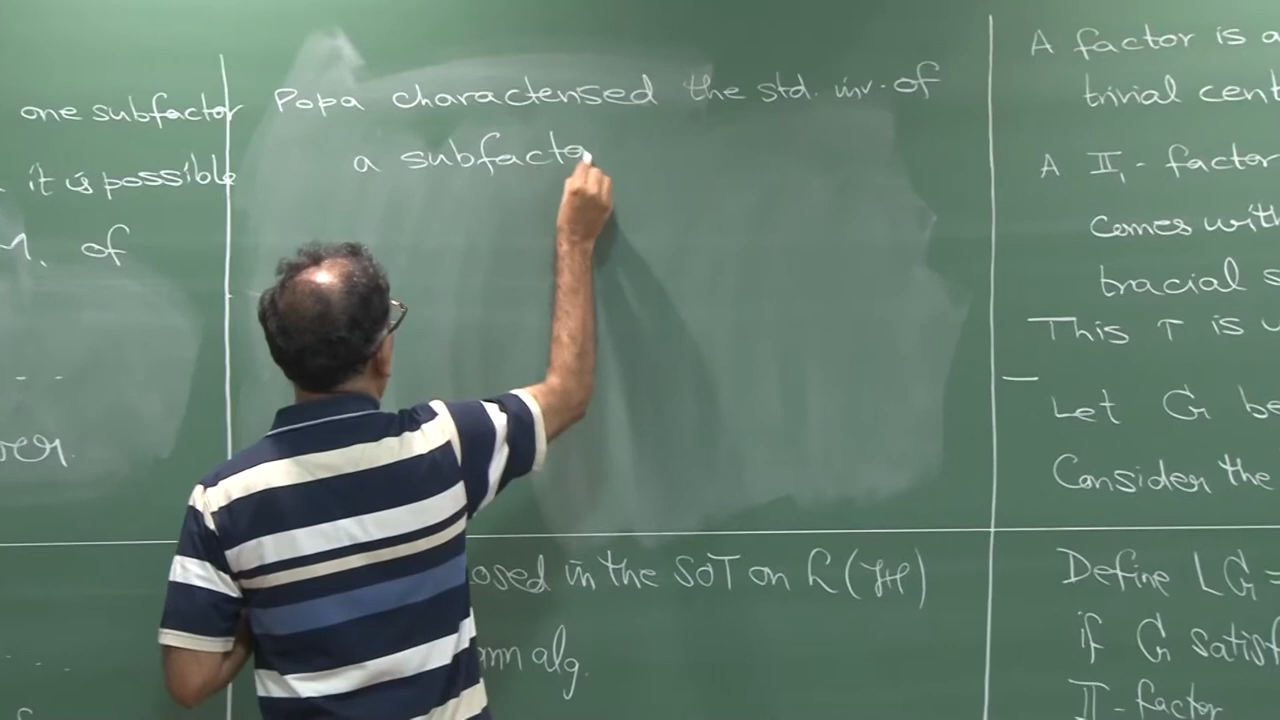 one subfactor
it is possible
M. of
Popa characterised the std. inv. of
a subfacto
osed in the SOT on L(H)
nn alg.
A factor is a
trivial cent
A II₁- factor
comes with
tracial s
This τ is u
Let G be
Consider the
Define LG =
if G satisf
II- factor